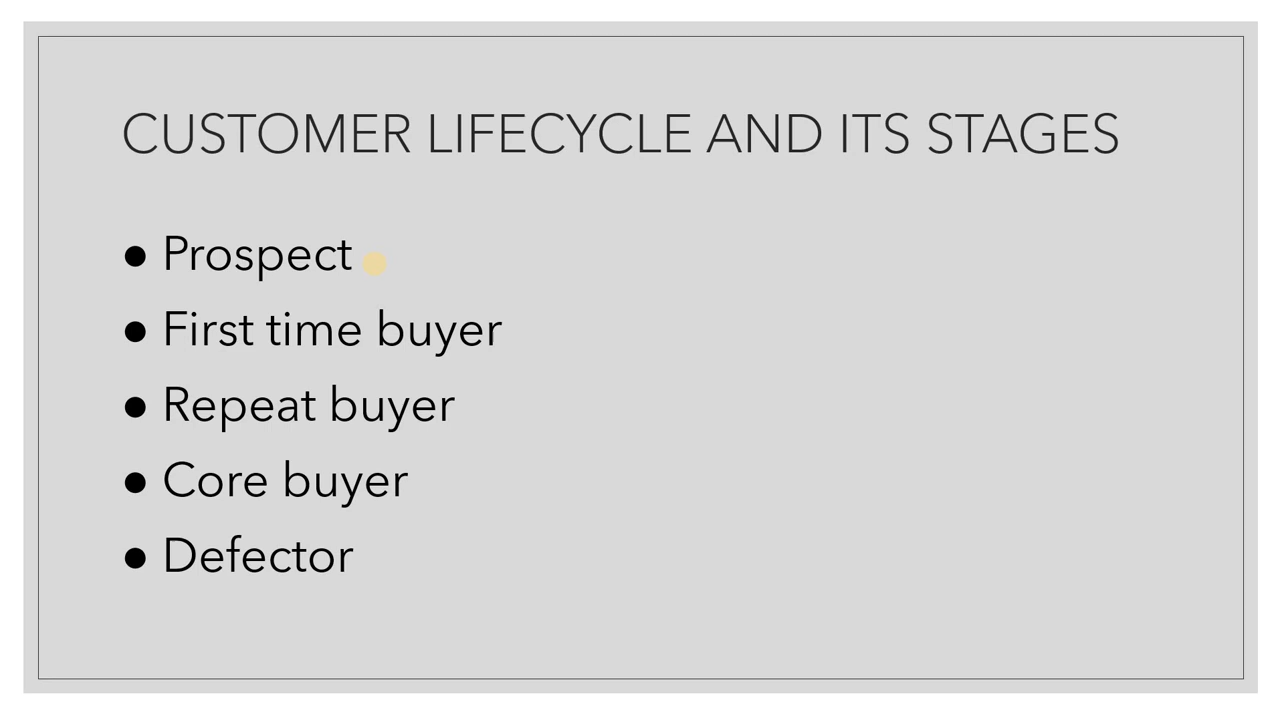 CUSTOMER LIFECYCLE AND ITS STAGES
● Prospect
● First time buyer
● Repeat buyer
● Core buyer
● Defector